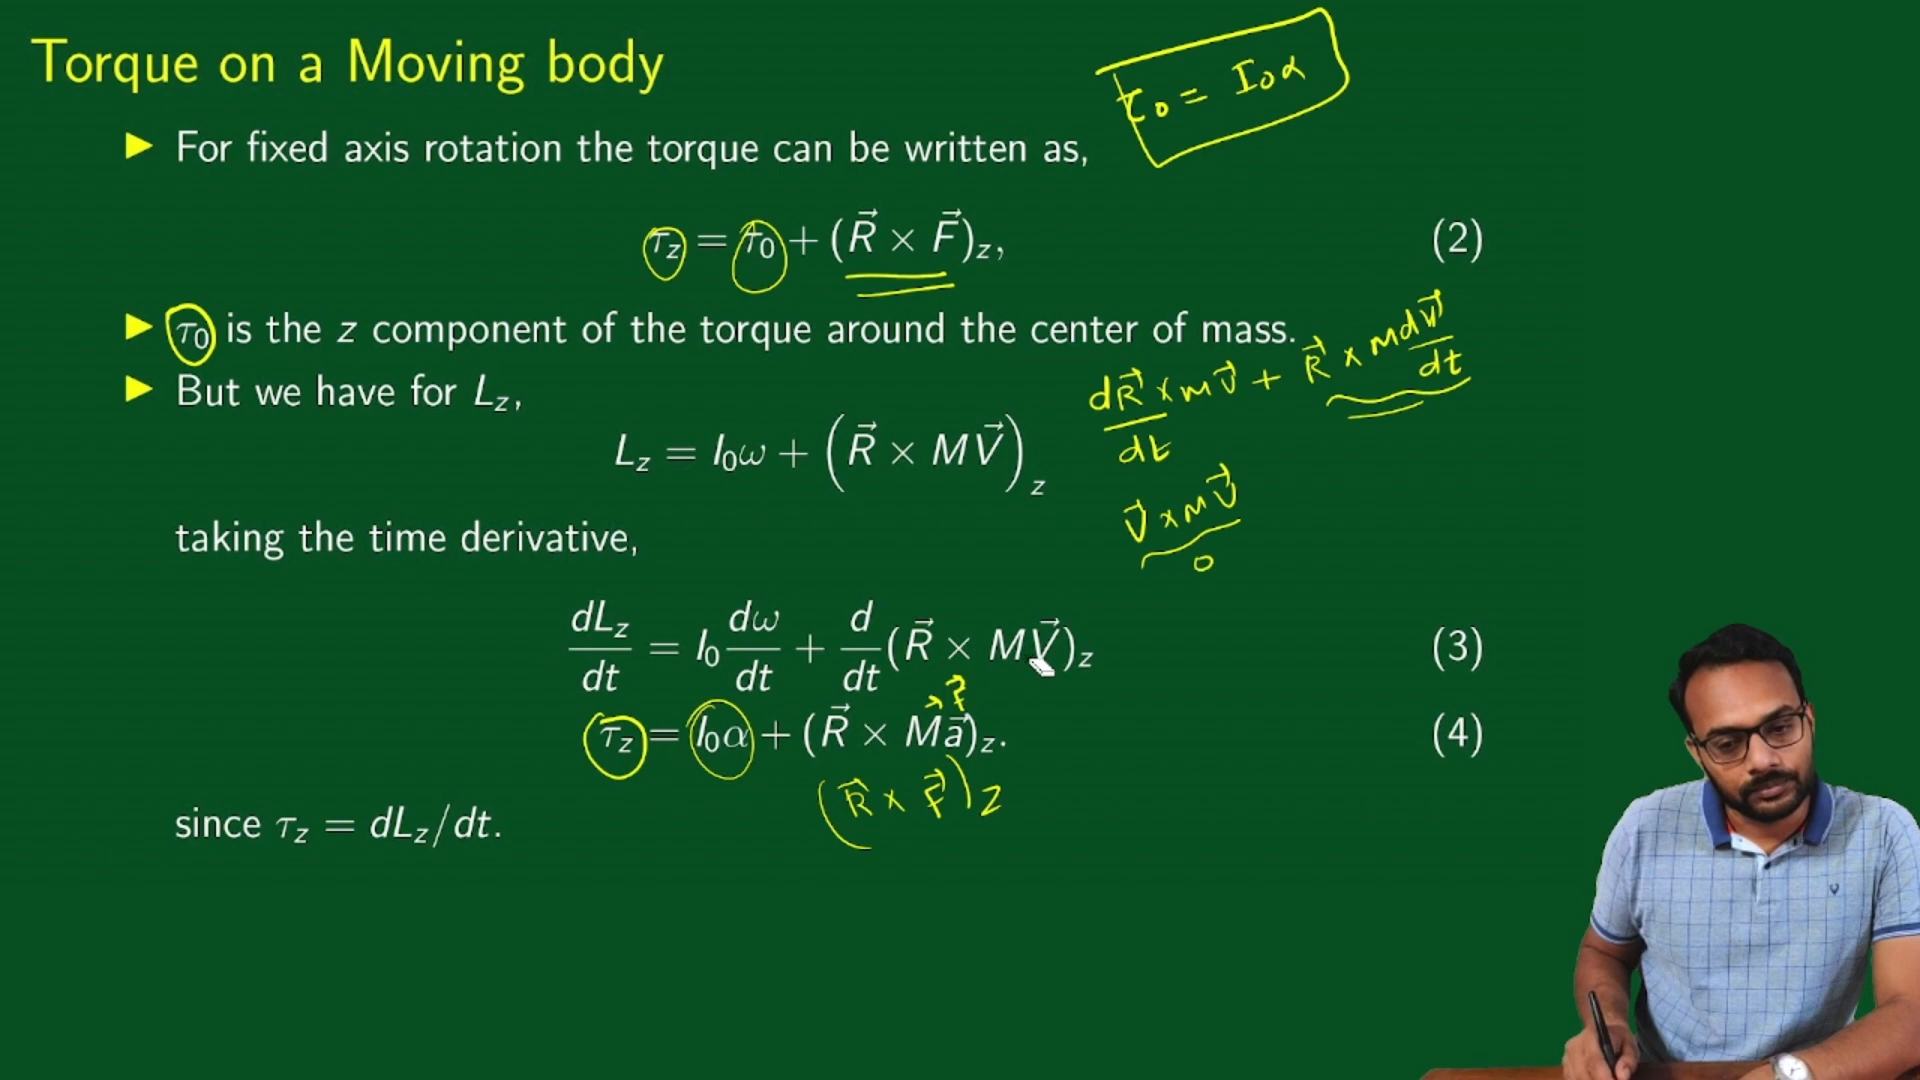 Torque on a Moving body
τ₀ = I₀α
▶ For fixed axis rotation the torque can be written as,
τ_z = τ₀ + (R⃗ × F⃗)_z, (2)
▶ τ₀ is the z component of the torque around the center of mass.
▶ But we have for L_z,
dR⃗/dt × MV⃗ + R⃗ × M dV⃗/dt
L_z = I₀ω + (R⃗ × MV⃗)_z
V⃗ × MV⃗
0
taking the time derivative,
dL_z/dt = I₀ dω/dt + d/dt (R⃗ × MV⃗)_z (3)
τ_z = I₀α + (R⃗ × Ma⃗)_z. (4)
(R⃗ × F⃗)_z
since τ_z = dL_z/dt.